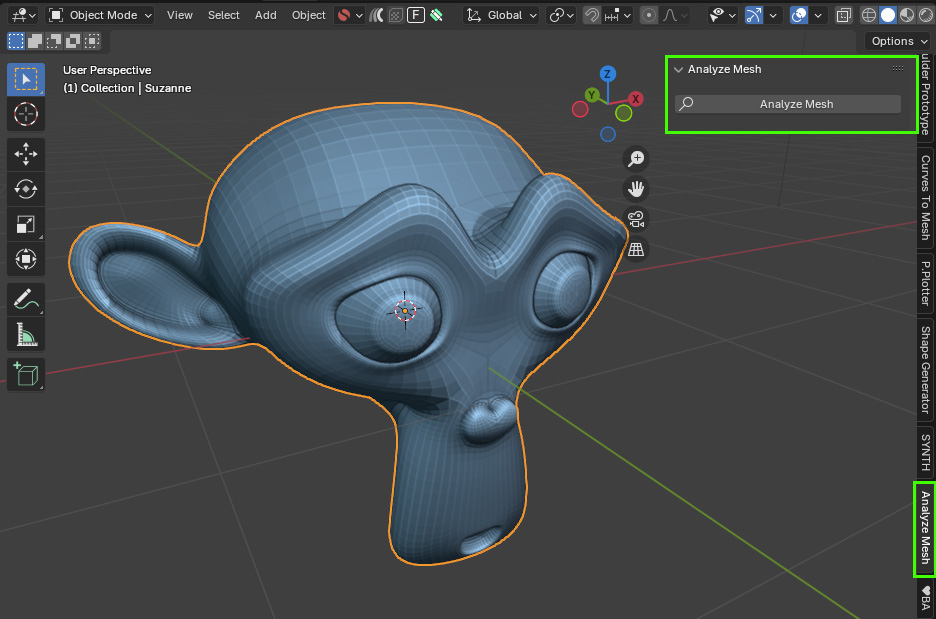 Object Mode
View
Select
Add
Object
F
Global
Options
User Perspective
(1) Collection | Suzanne
Z
Y
X
Analyze Mesh
Analyze Mesh
ulder Prototype
Curves To Mesh
P.Plotter
Shape Generator
SYNTH
Analyze Mesh
BA